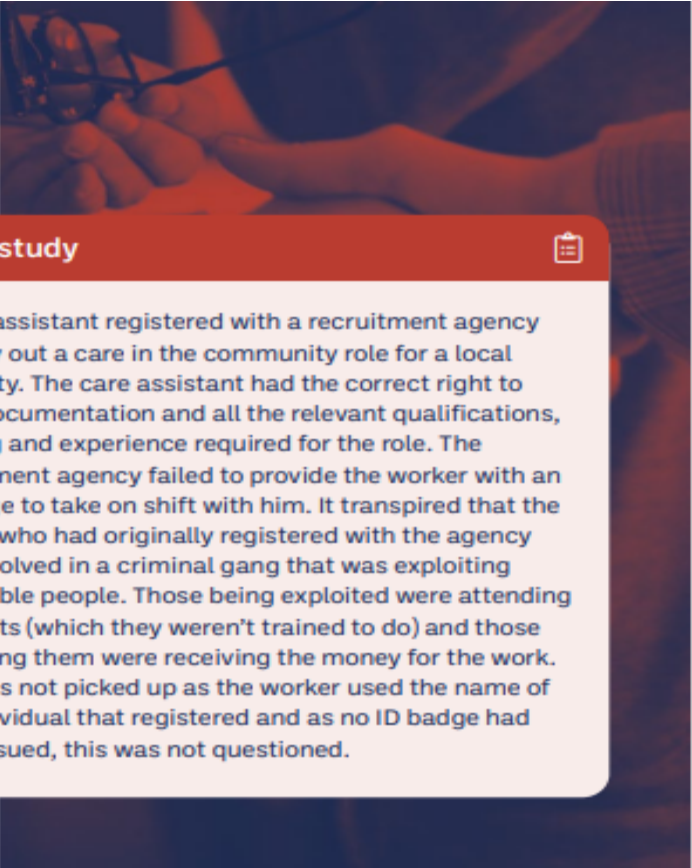 study
assistant registered with a recruitment agency
out a care in the community role for a local
ty. The care assistant had the correct right to
ocumentation and all the relevant qualifications,
and experience required for the role. The
ment agency failed to provide the worker with an
e to take on shift with him. It transpired that the
who had originally registered with the agency
olved in a criminal gang that was exploiting
ble people. Those being exploited were attending
ts (which they weren’t trained to do) and those
ng them were receiving the money for the work.
s not picked up as the worker used the name of
vidual that registered and as no ID badge had
sued, this was not questioned.